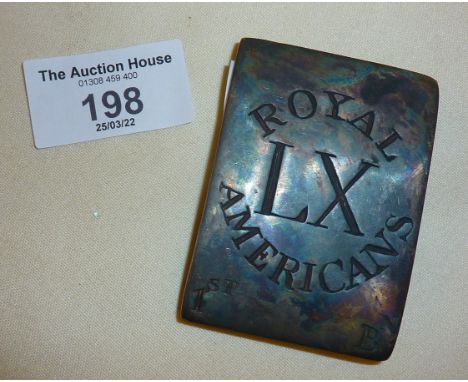 The Auction House
01308 459 400
198
25/03/22
ROYAL
LX
AMERICANS
1ST B